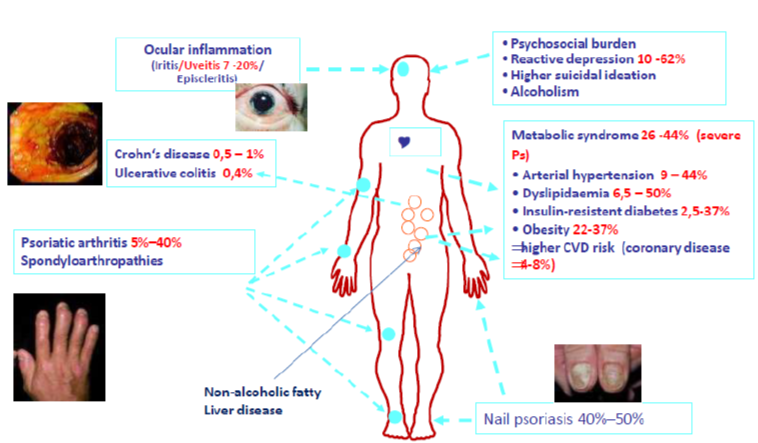 Ocular inflammation
(Iritis/Uveitis 7 -20%/
Episcleritis)
• Psychosocial burden
• Reactive depression 10 -62%
• Higher suicidal ideation
• Alcoholism
Crohn's disease 0,5 – 1%
Ulcerative colitis 0,4%
Metabolic syndrome 26 -44% (severe
Ps)
• Arterial hypertension 9 – 44%
• Dyslipidaemia 6,5 – 50%
• Insulin-resistent diabetes 2,5-37%
• Obesity 22-37%
⇒higher CVD risk (coronary disease
⇒4-8%)
Psoriatic arthritis 5%–40%
Spondyloarthropathies
Non-alcoholic fatty
Liver disease
Nail psoriasis 40%–50%